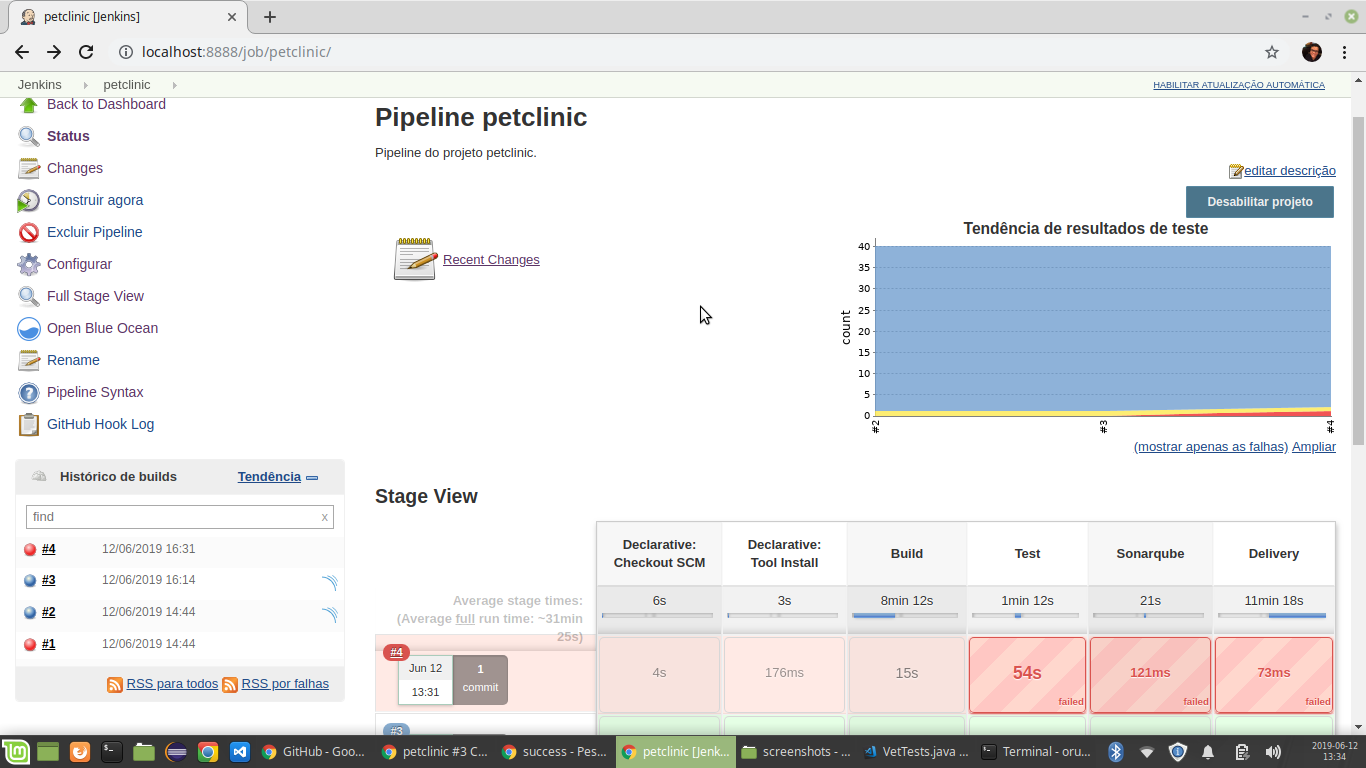 petclinic [Jenkins]
localhost:8888/job/petclinic/
Jenkins petclinic HABILITAR ATUALIZAÇÃO AUTOMÁTICA
Back to Dashboard
Status
Changes
Construir agora
Excluir Pipeline
Configurar
Full Stage View
Open Blue Ocean
Rename
Pipeline Syntax
GitHub Hook Log
Histórico de builds Tendência
find x
#4 12/06/2019 16:31
#3 12/06/2019 16:14
#2 12/06/2019 14:44
#1 12/06/2019 14:44
RSS para todos RSS por falhas
Pipeline petclinic
Pipeline do projeto petclinic.
editar descrição
Desabilitar projeto
Recent Changes
Tendência de resultados de teste
40
35
30
25
20
15
10
5
0
count
#2 #3 #4
(mostrar apenas as falhas) Ampliar
Stage View
Declarative: Checkout SCM
Declarative: Tool Install
Build
Test
Sonarqube
Delivery
Average stage times:
(Average full run time: ~31min
25s)
6s 3s 8min 12s 1min 12s 21s 11min 18s
#4
Jun 12
13:31
1
commit
4s 176ms 15s 54s 121ms 73ms
failed failed failed
#3
GitHub - Goo... petclinic #3 C... success - Pes... petclinic [Jenk... screenshots - ... VetTests.java ... Terminal - oru...
2019-06-12
13:34